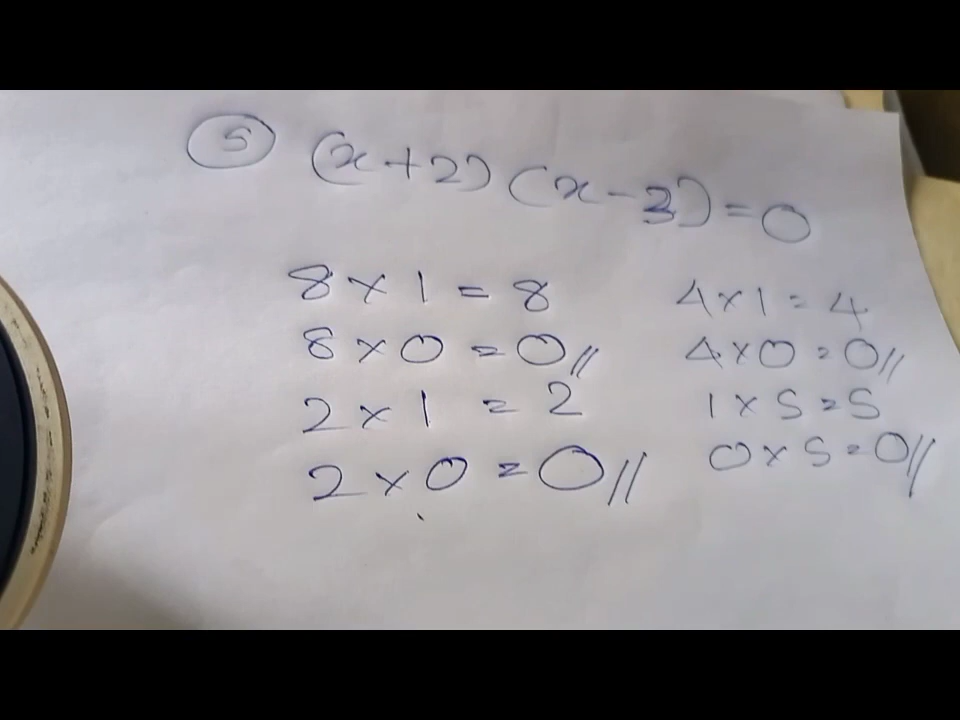 5 (x+2)(x-3)=0
8 × 1 = 8
8 × 0 = 0//
2 × 1 = 2
2 × 0 = 0//
4 × 1 = 4
4 × 0 = 0//
1 × 5 = 5
0 × 5 = 0//